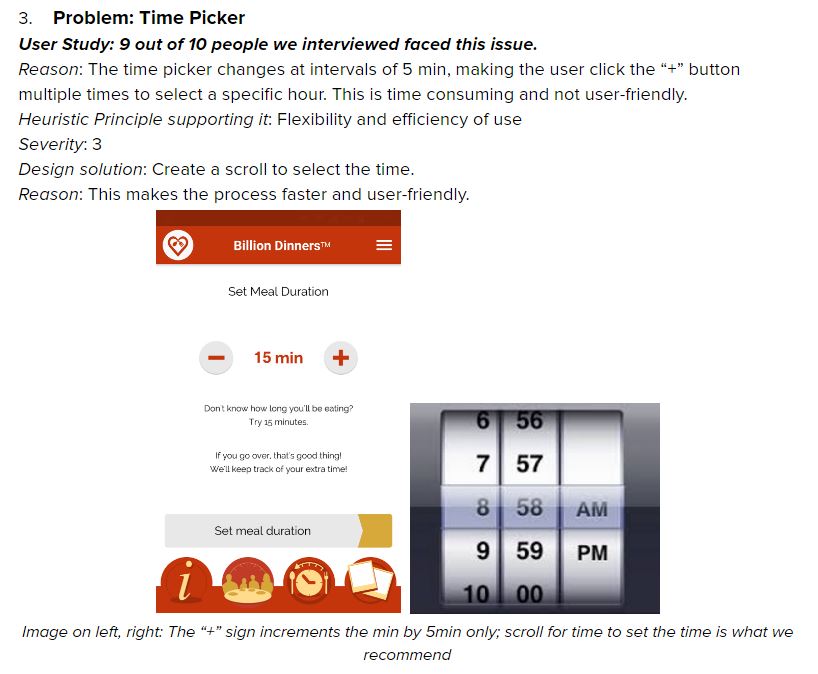 3. Problem: Time Picker
User Study: 9 out of 10 people we interviewed faced this issue.
Reason: The time picker changes at intervals of 5 min, making the user click the “+” button
multiple times to select a specific hour. This is time consuming and not user-friendly.
Heuristic Principle supporting it: Flexibility and efficiency of use
Severity: 3
Design solution: Create a scroll to select the time.
Reason: This makes the process faster and user-friendly.
Billion Dinners™
Set Meal Duration
− 15 min +
Don't know how long you'll be eating?
Try 15 minutes.
If you go over, that's good thing!
We'll keep track of your extra time!
Set meal duration
i
6 56
7 57
8 58 AM
9 59 PM
10 00
Image on left, right: The “+” sign increments the min by 5min only; scroll for time to set the time is what we
recommend